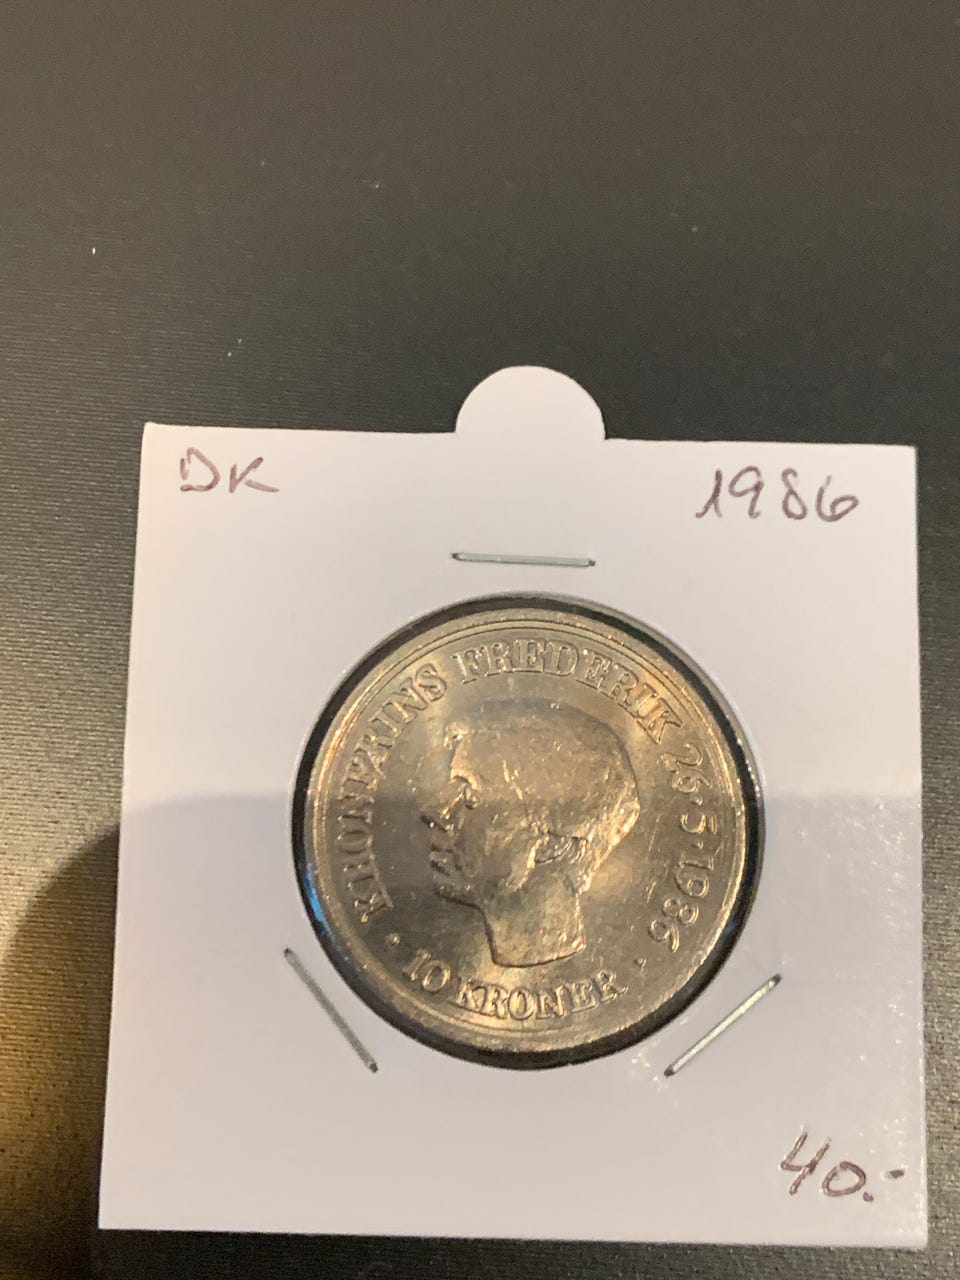 DK
1986
KRONPRINS FREDERIK 26·5·1986
· 10 KRONER ·
40.-